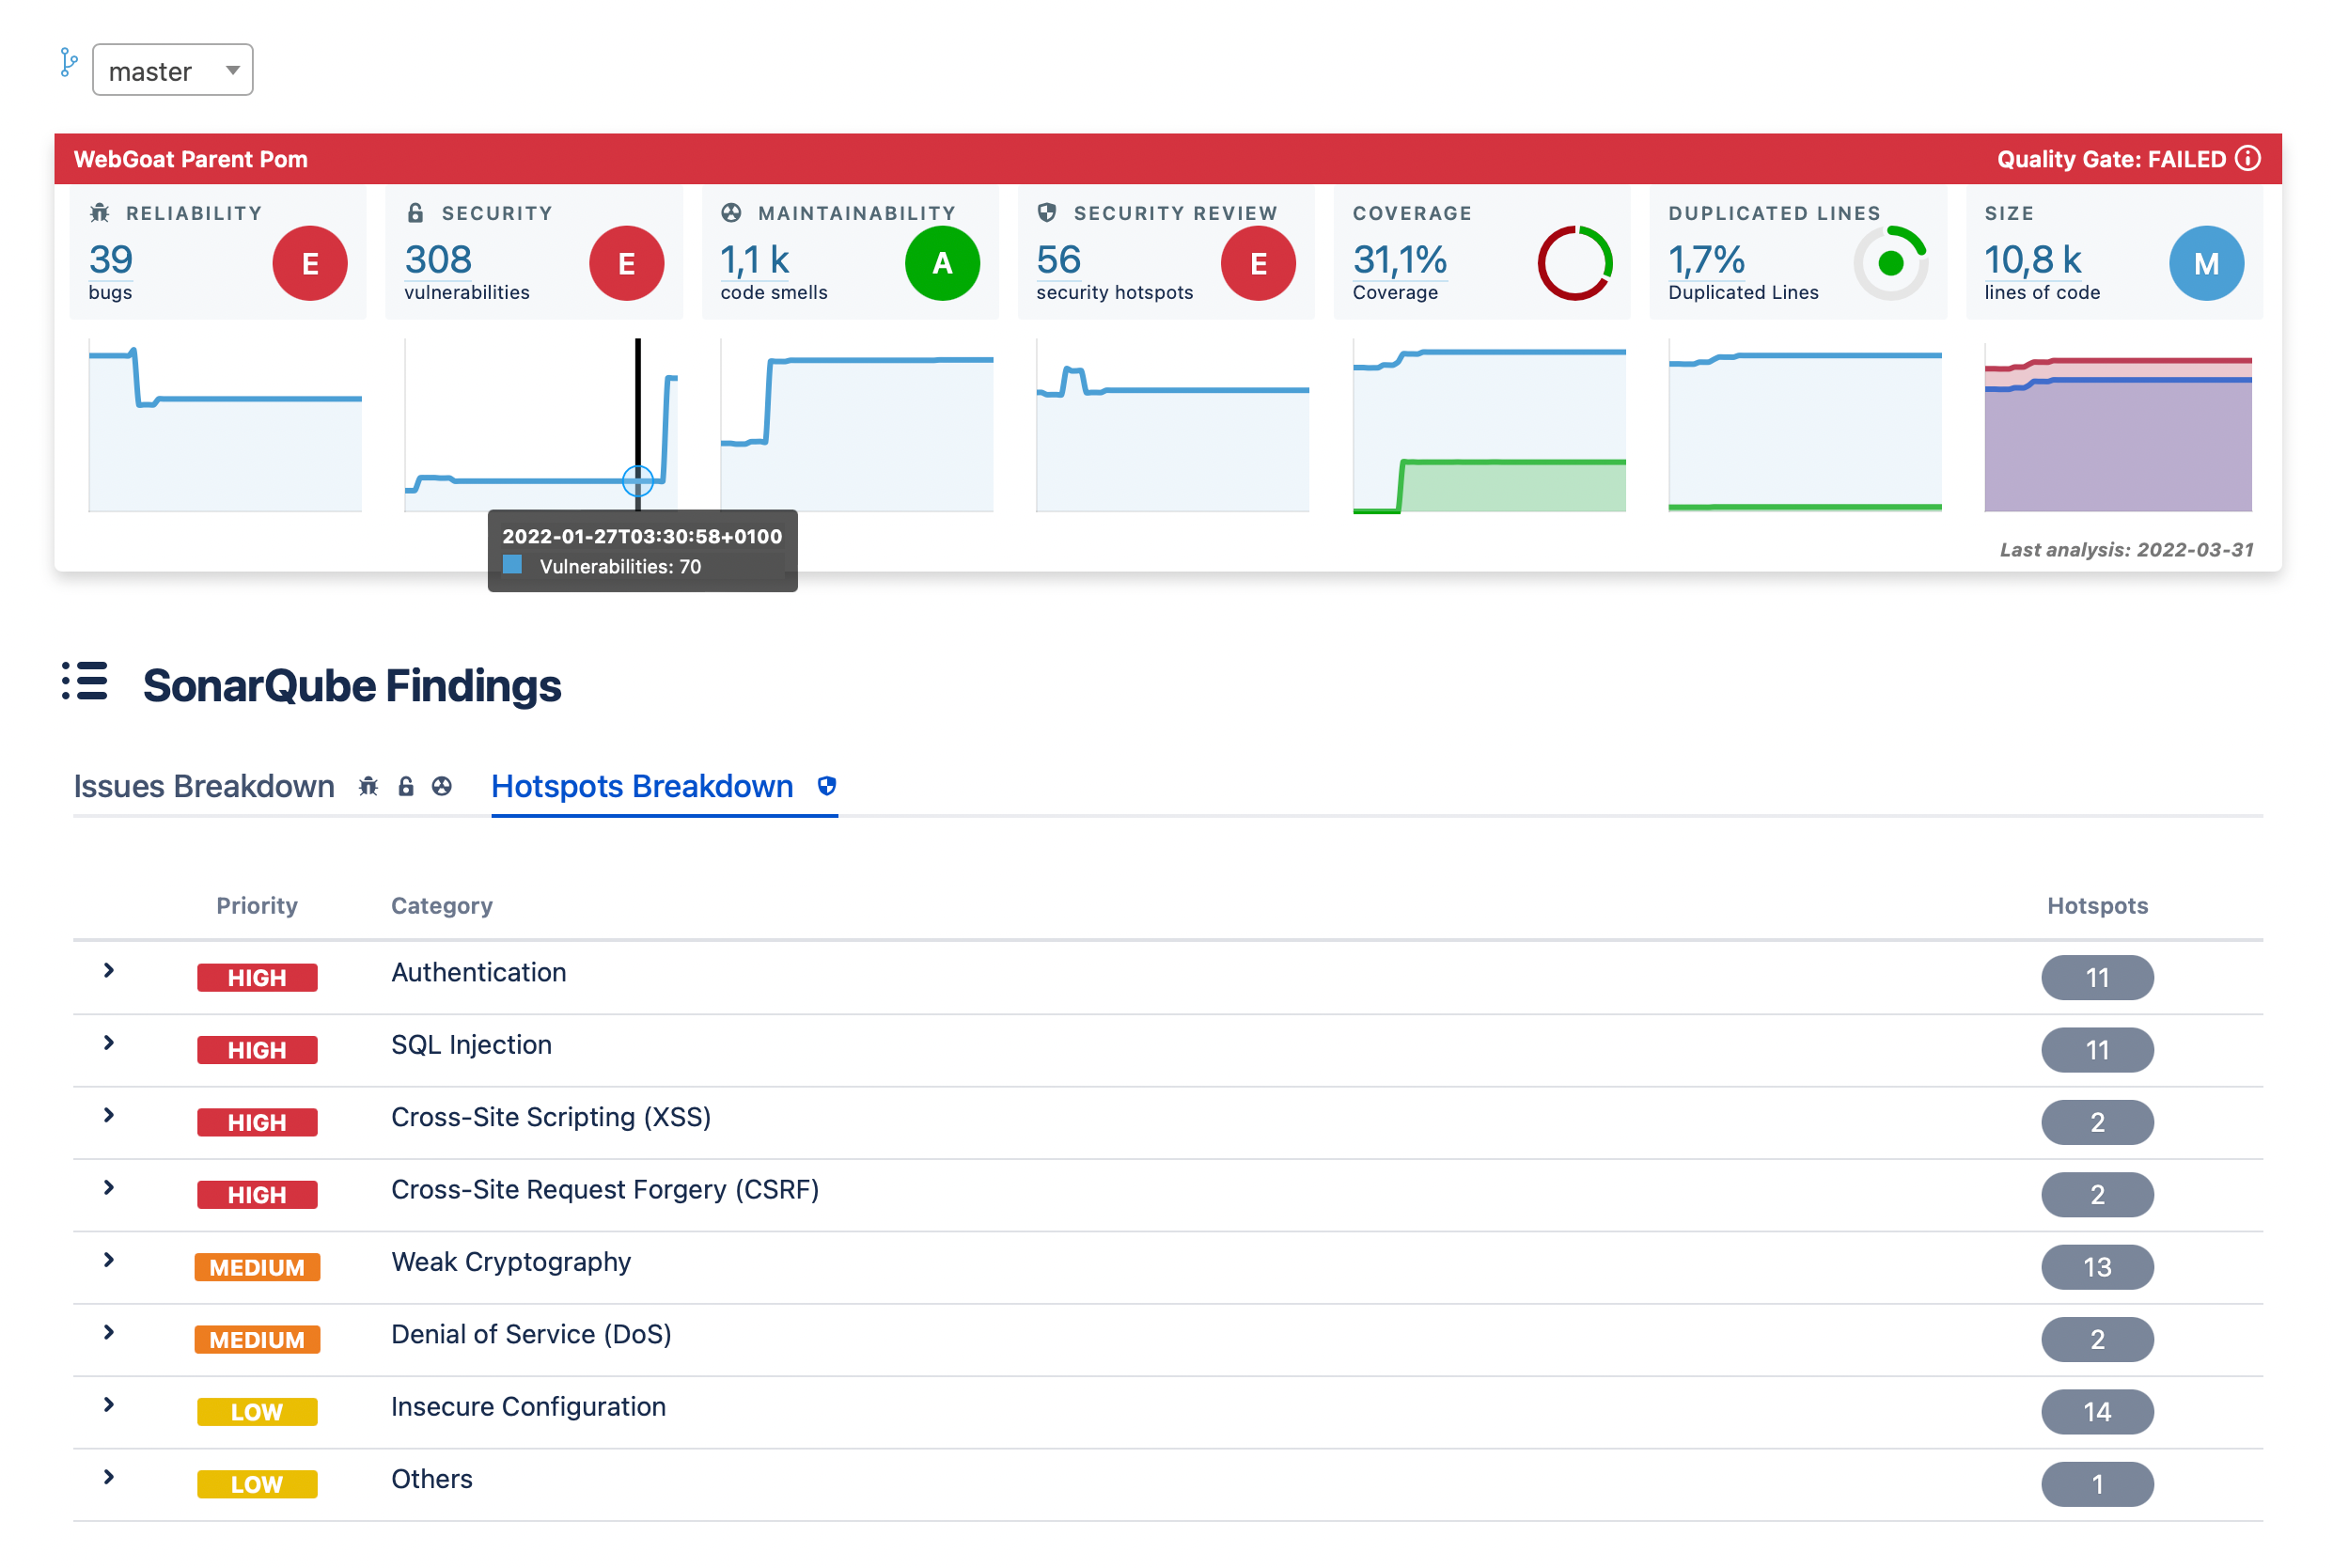 master
WebGoat Parent Pom Quality Gate: FAILED
RELIABILITY
39
bugs
E
SECURITY
308
vulnerabilities
E
MAINTAINABILITY
1,1 k
code smells
A
SECURITY REVIEW
56
security hotspots
E
COVERAGE
31,1%
Coverage
DUPLICATED LINES
1,7%
Duplicated Lines
SIZE
10,8 k
lines of code
M
2022-01-27T03:30:58+0100
Vulnerabilities: 70
Last analysis: 2022-03-31
SonarQube Findings
Issues Breakdown Hotspots Breakdown
Priority Category Hotspots
HIGH Authentication 11
HIGH SQL Injection 11
HIGH Cross-Site Scripting (XSS) 2
HIGH Cross-Site Request Forgery (CSRF) 2
MEDIUM Weak Cryptography 13
MEDIUM Denial of Service (DoS) 2
LOW Insecure Configuration 14
LOW Others 1